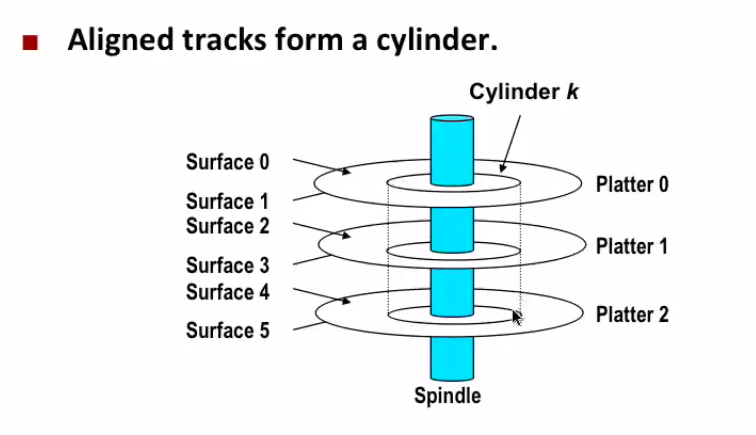 Aligned tracks form a cylinder.
Cylinder k
Surface 0
Platter 0
Surface 1
Surface 2
Platter 1
Surface 3
Surface 4
Platter 2
Surface 5
Spindle